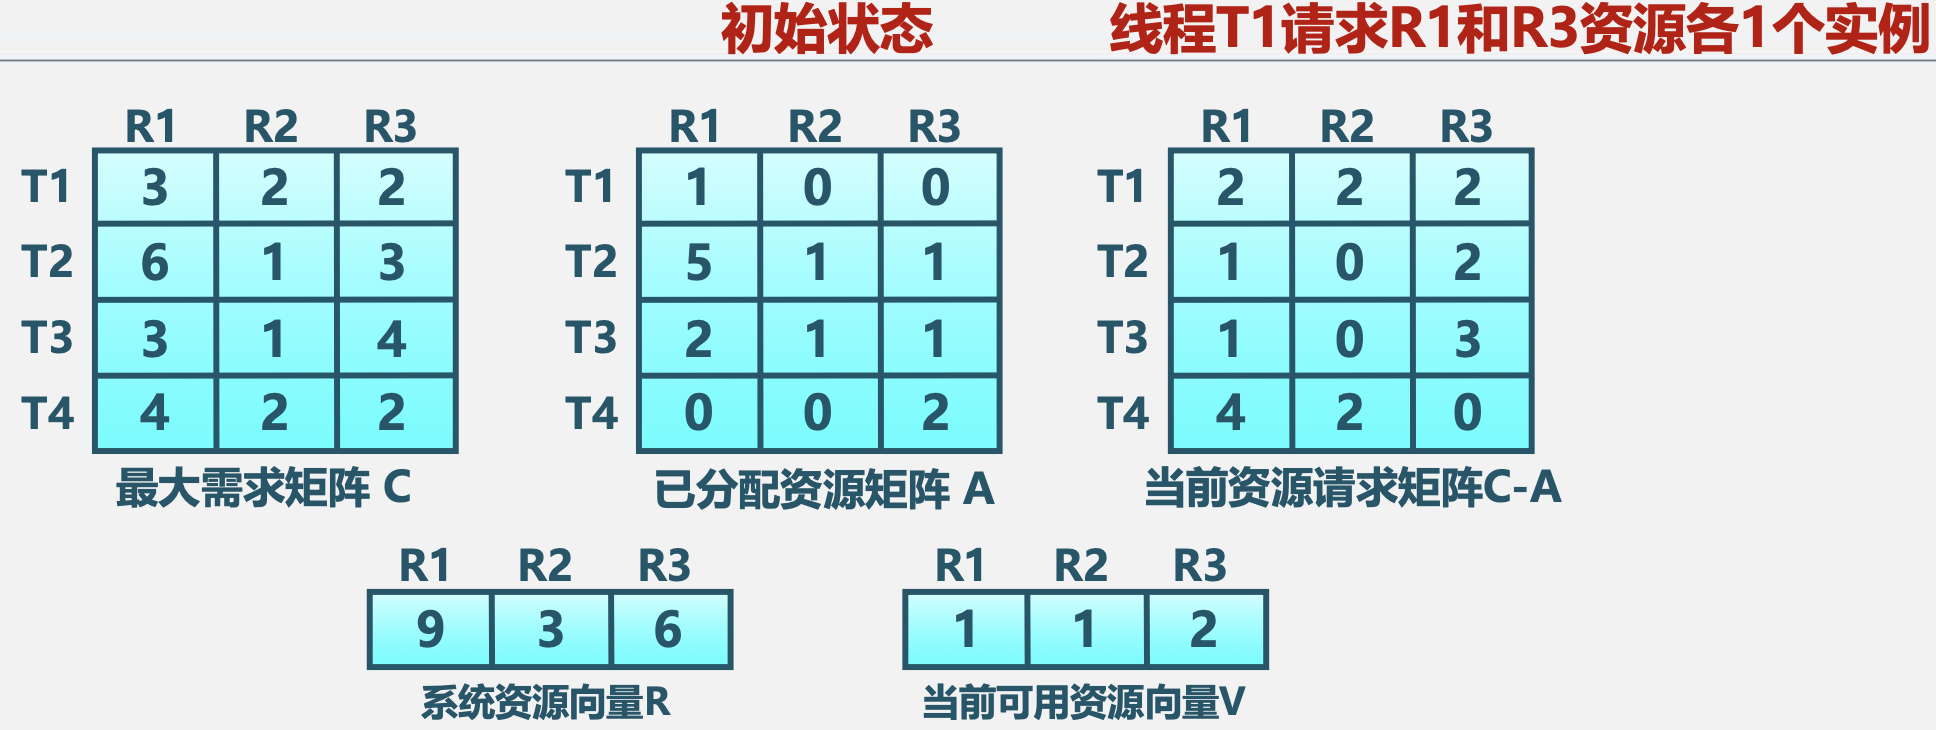 初始状态 线程T1请求R1和R3资源各1个实例
R1 R2 R3 R1 R2 R3 R1 R2 R3
T1 3 2 2 T1 1 0 0 T1 2 2 2
T2 6 1 3 T2 5 1 1 T2 1 0 2
T3 3 1 4 T3 2 1 1 T3 1 0 3
T4 4 2 2 T4 0 0 2 T4 4 2 0
最大需求矩阵 C 已分配资源矩阵 A 当前资源请求矩阵C-A
R1 R2 R3 R1 R2 R3
9 3 6 1 1 2
系统资源向量R 当前可用资源向量V